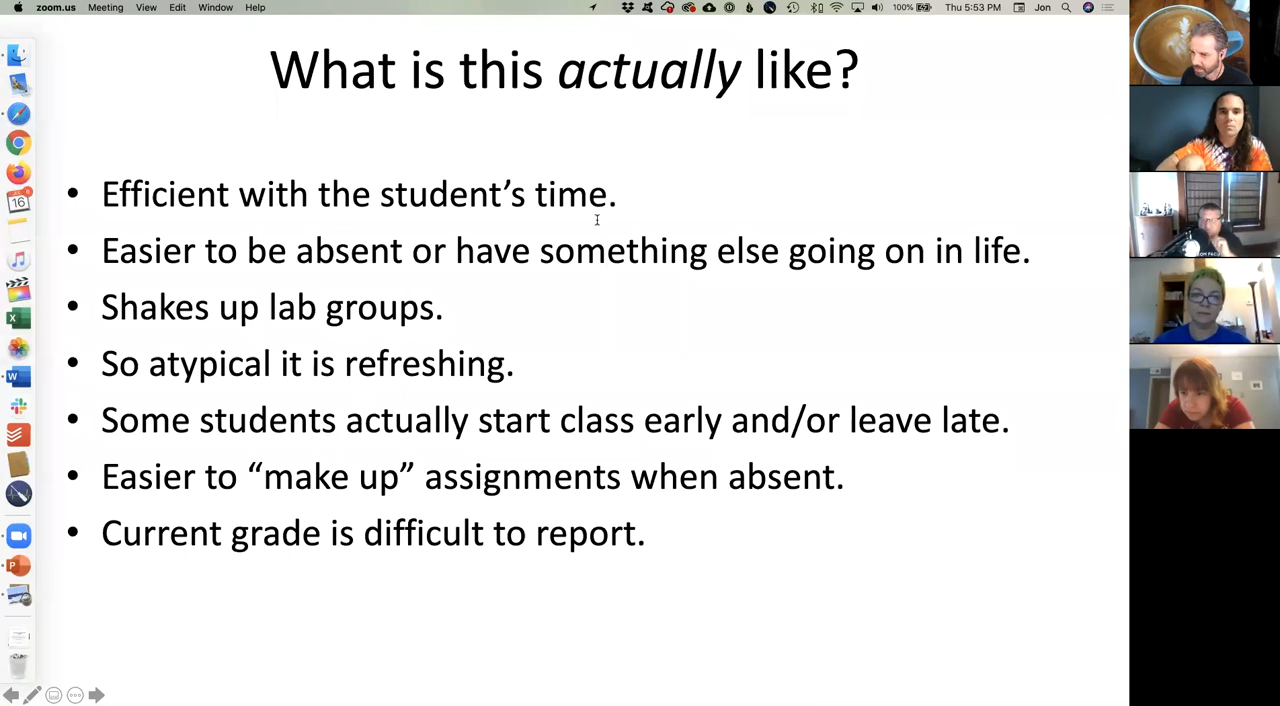 zoom.us Meeting View Edit Window Help
100% Thu 5:53 PM Jon
16
What is this actually like?
• Efficient with the student’s time.
• Easier to be absent or have something else going on in life.
• Shakes up lab groups.
• So atypical it is refreshing.
• Some students actually start class early and/or leave late.
• Easier to “make up” assignments when absent.
• Current grade is difficult to report.